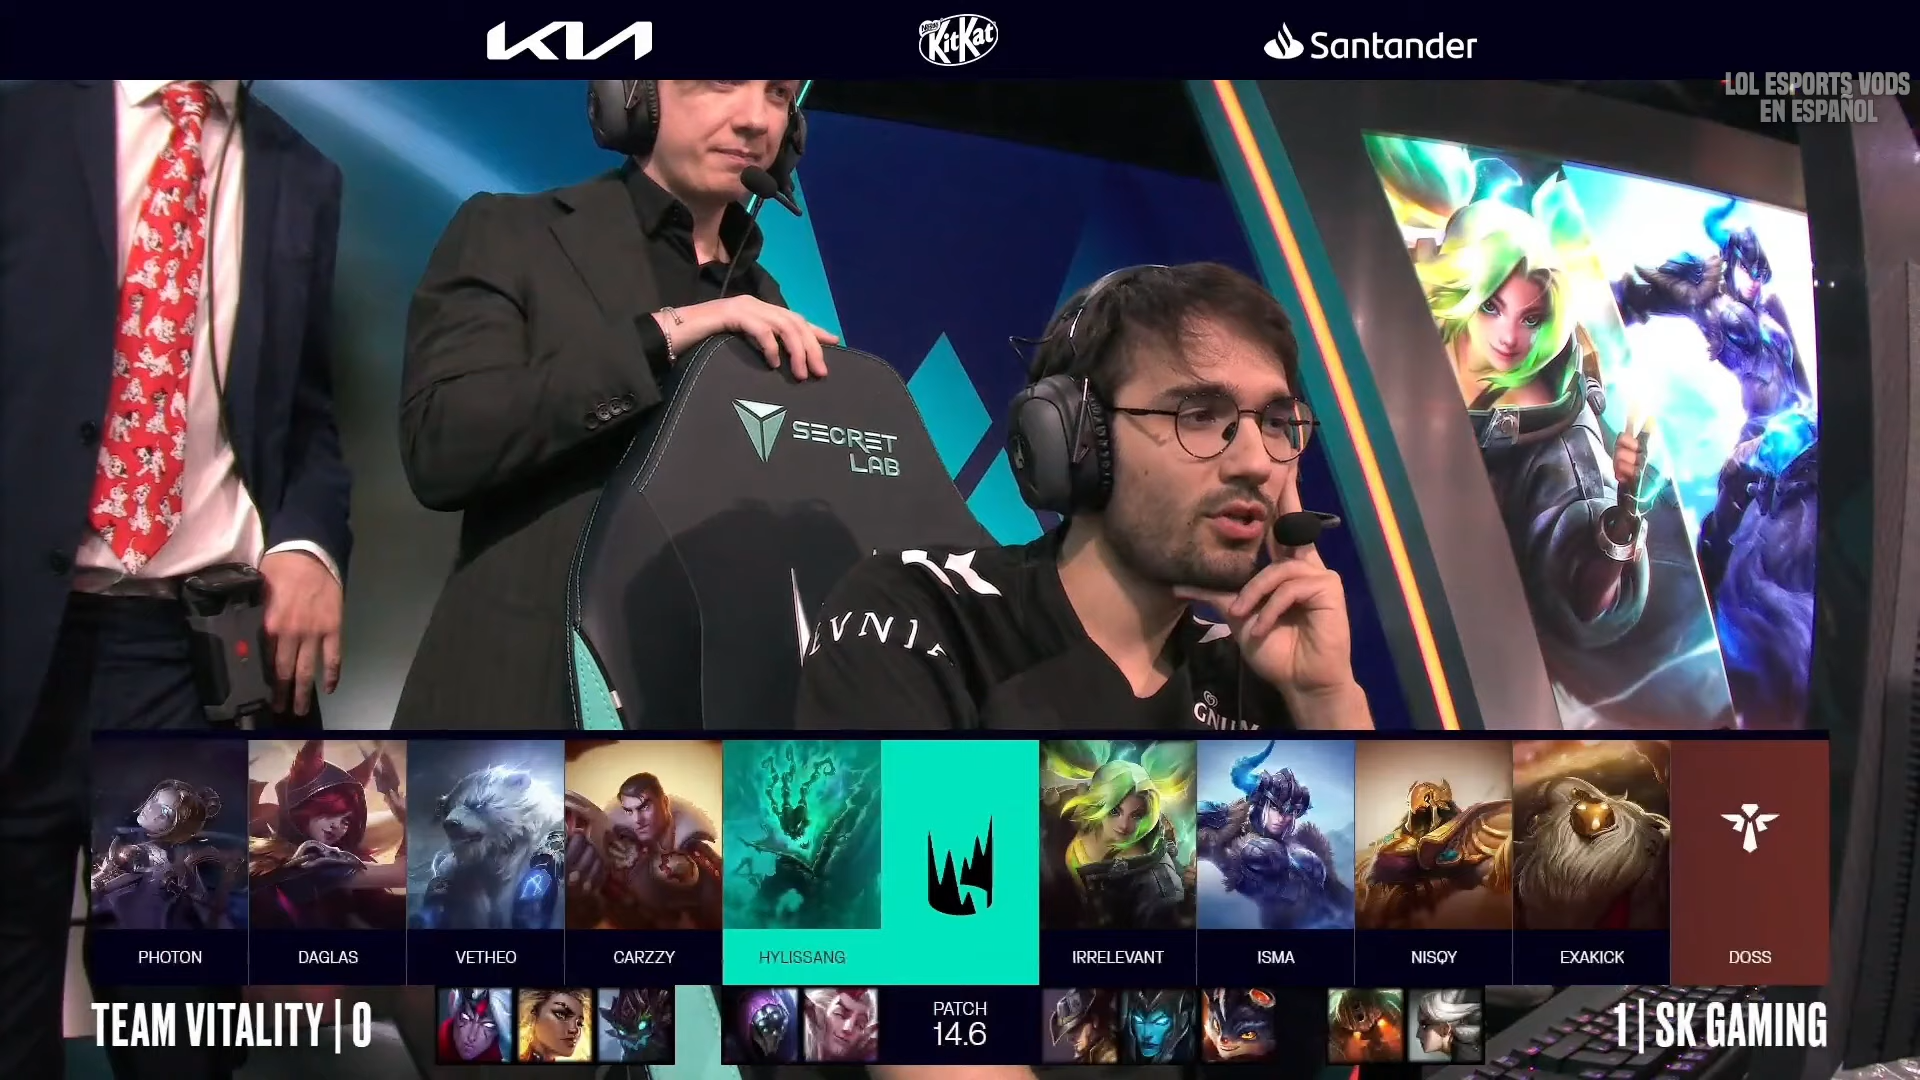 KIA
KitKat
Santander
LOL ESPORTS VODS
EN ESPAÑOL
SECRET
LAB
EVNIA
PHOTON
DAGLAS
VETHEO
CARZZY
HYLISSANG
IRRELEVANT
ISMA
NISQY
EXAKICK
DOSS
TEAM VITALITY | 0
PATCH
14.6
1 | SK GAMING